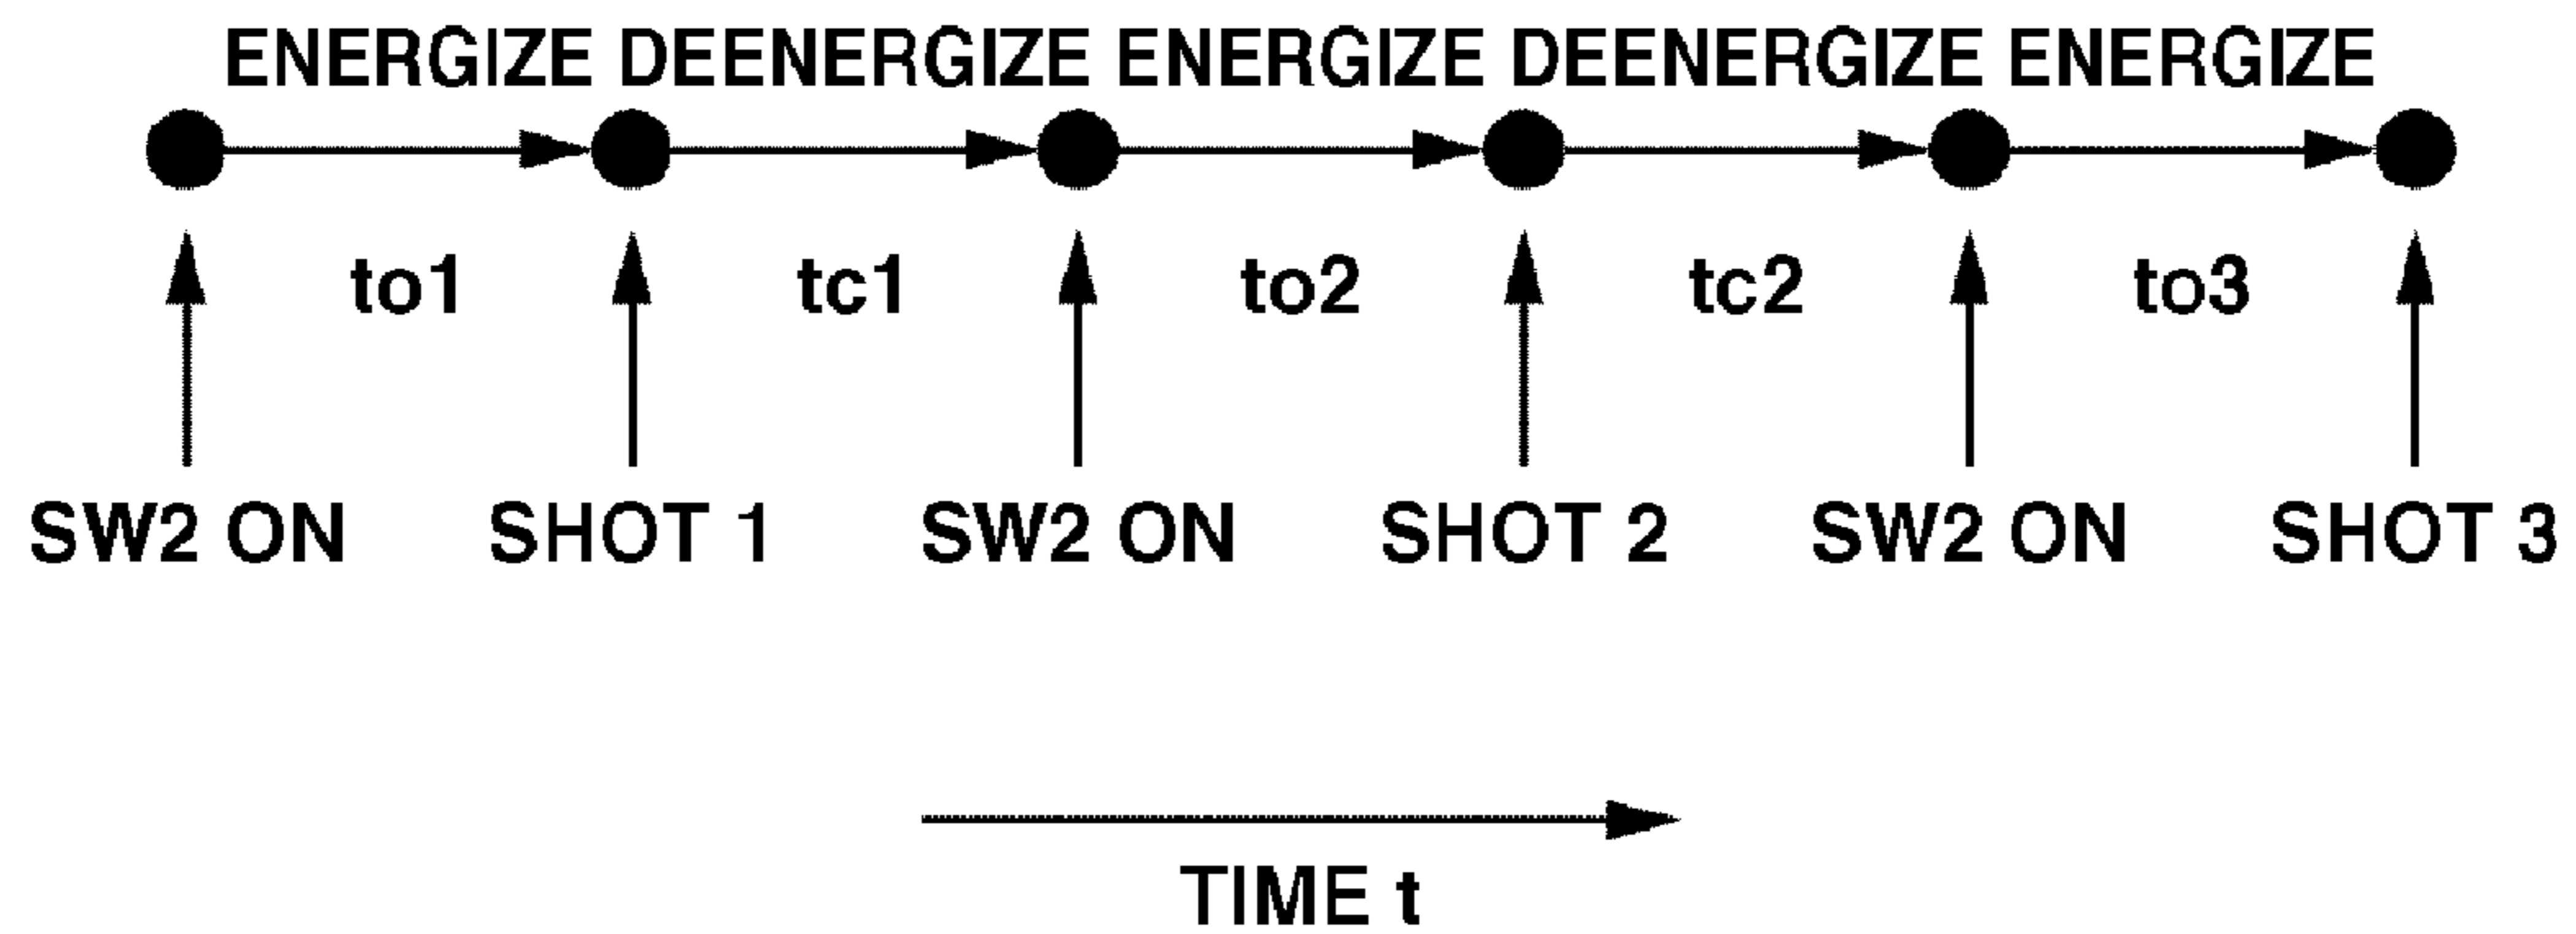 ENERGIZE DEENERGIZE ENERGIZE DEENERGIZE ENERGIZE
to1 tc1 to2 tc2 to3
SW2 ON SHOT 1 SW2 ON SHOT 2 SW2 ON SHOT 3
TIME t